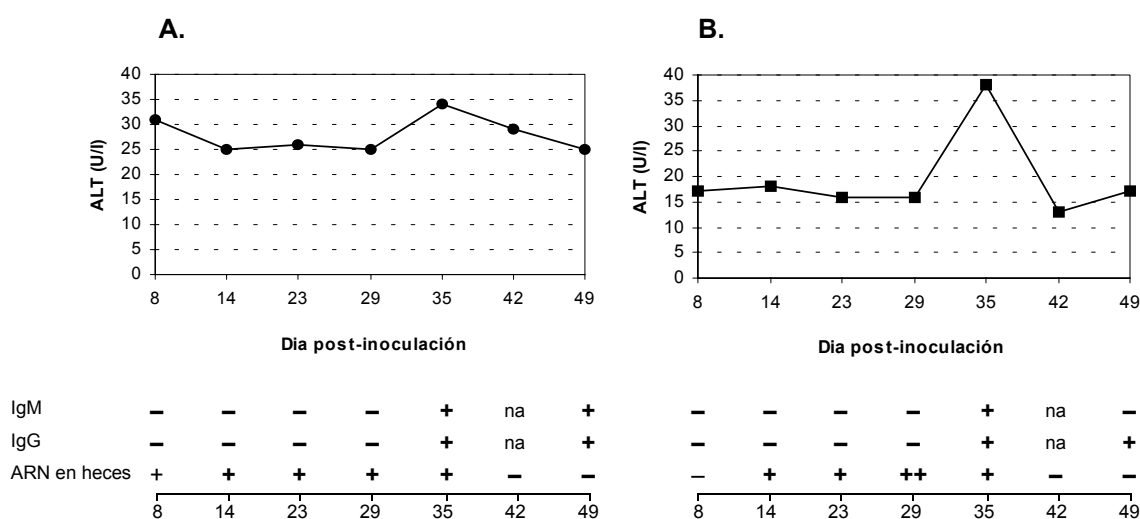 A.
B.
40
35
30
25
20
15
10
5
0
ALT (U/I)
8 14 23 29 35 42 49
Dia post-inoculación
40
35
30
25
20
15
10
5
0
ALT (U/I)
8 14 23 29 35 42 49
Dia post-inoculación
IgM – – – – + na + – – – – + na –
IgG – – – – + na + – – – – + na +
ARN en heces + + + + + – – – + + ++ + – –
8 14 23 29 35 42 49 8 14 23 29 35 42 49